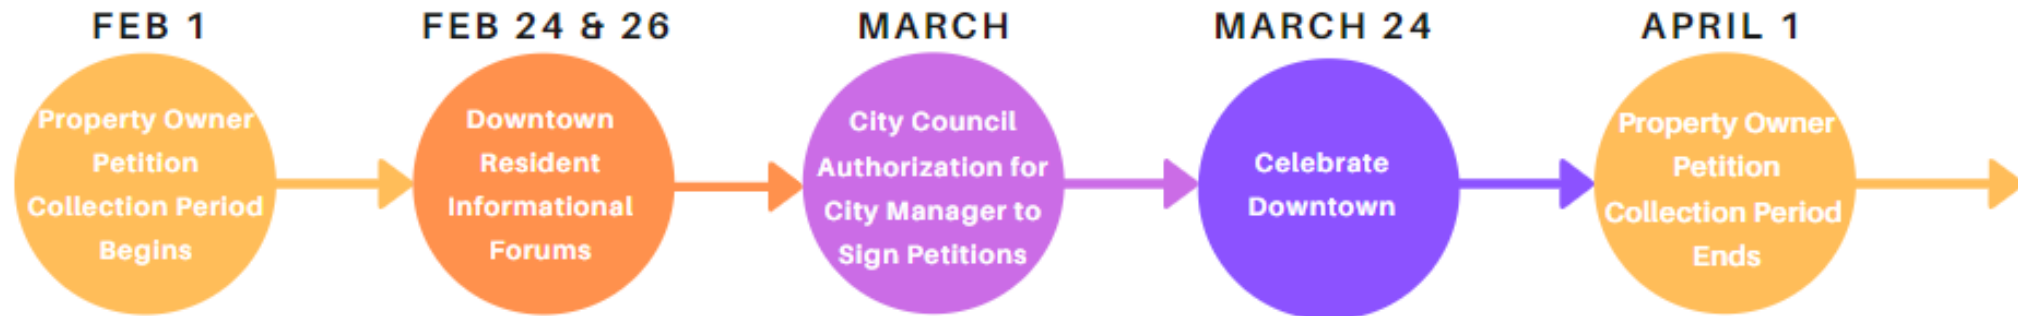 FEB 1
Property Owner
Petition
Collection Period
Begins
FEB 24 & 26
Downtown
Resident
Informational
Forums
MARCH
City Council
Authorization for
City Manager to
Sign Petitions
MARCH 24
Celebrate
Downtown
APRIL 1
Property Owner
Petition
Collection Period
Ends